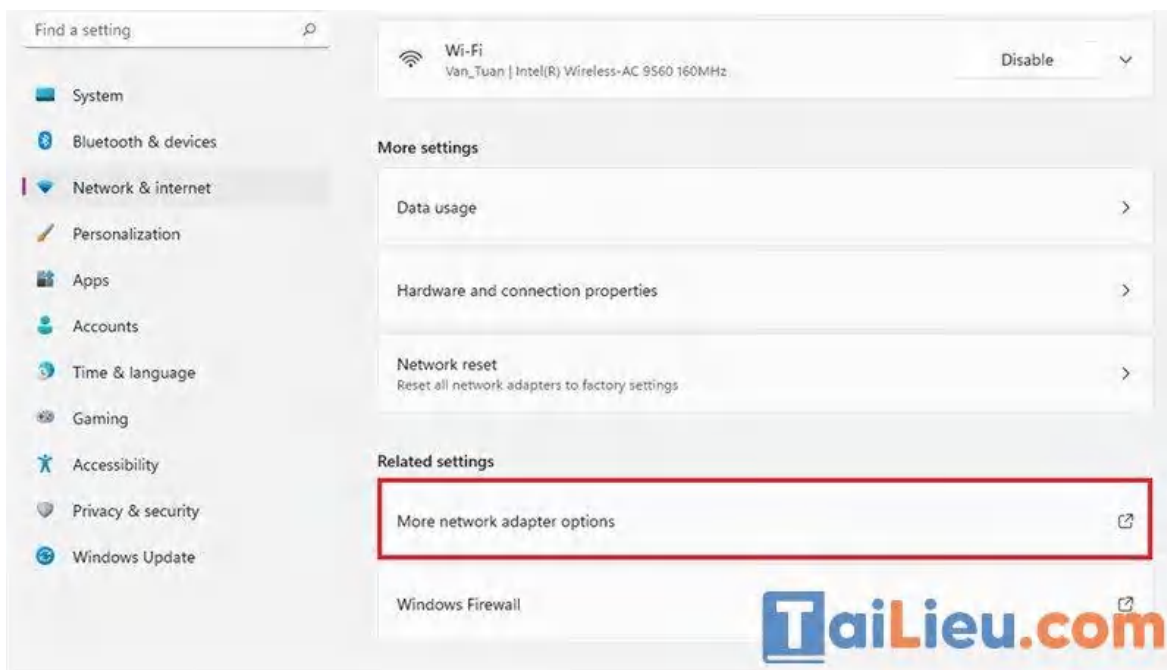 Find a setting
System
Bluetooth & devices
Network & internet
Personalization
Apps
Accounts
Time & language
Gaming
Accessibility
Privacy & security
Windows Update
Wi-Fi
Van_Tuan | Intel(R) Wireless-AC 9560 160MHz
Disable
More settings
Data usage
Hardware and connection properties
Network reset
Reset all network adapters to factory settings
Related settings
More network adapter options
Windows Firewall
TaiLieu.com